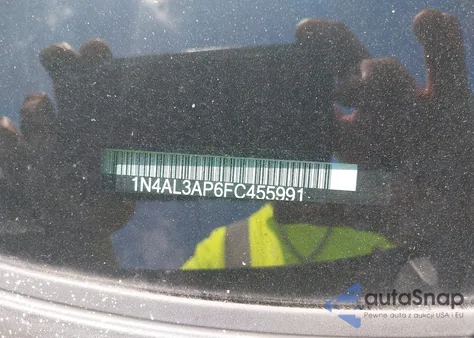 1N4AL3AP6FC455991
autoSnap
Pewne auta z aukcji USA i EU